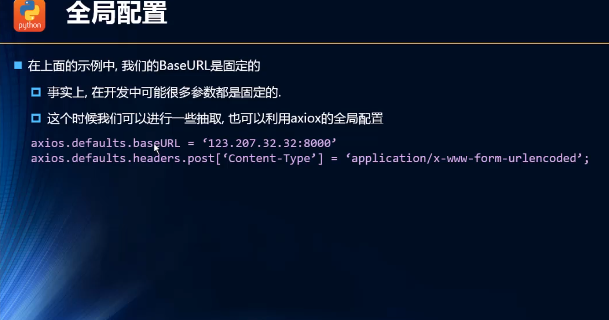 python
全局配置
在上面的示例中, 我们的BaseURL是固定的
事实上, 在开发中可能很多参数都是固定的.
这个时候我们可以进行一些抽取, 也可以利用axiox的全局配置
axios.defaults.baseURL = ‘123.207.32.32:8000’
axios.defaults.headers.post[‘Content-Type’] = ‘application/x-www-form-urlencoded’;